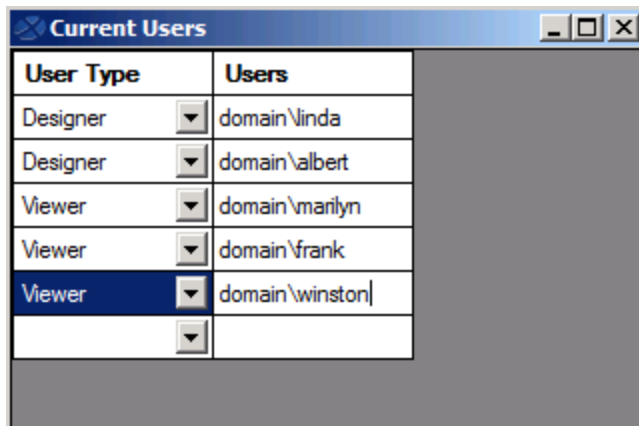 Current Users
User Type Users
Designer domain\linda
Designer domain\albert
Viewer domain\marilyn
Viewer domain\frank
Viewer domain\winston